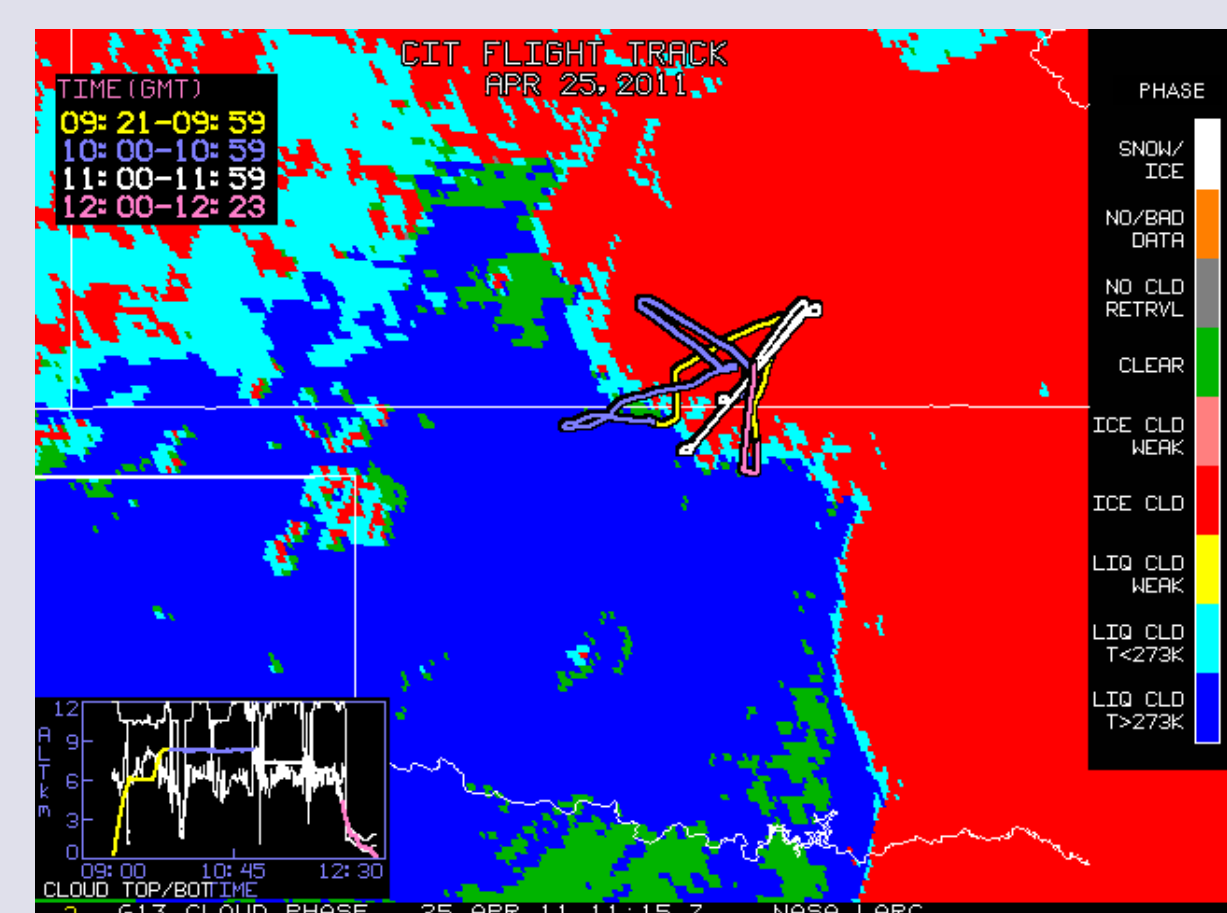 CIT FLIGHT TRACK
APR 25, 2011
TIME(GMT)
09:21-09:59
10:00-10:59
11:00-11:59
12:00-12:23
PHASE
SNOW/
ICE
NO/BAD
DATA
NO CLD
RETRVL
CLEAR
ICE CLD
WEAK
ICE CLD
LIQ CLD
WEAK
LIQ CLD
T<273K
LIQ CLD
T>273K
12
9
6
3
0
ALT km
09:00 10:45 12:30
CLOUD TOP/BOT TIME
2 G13 CLOUD PHASE 25 APR 11 11:15 Z NASA LARC